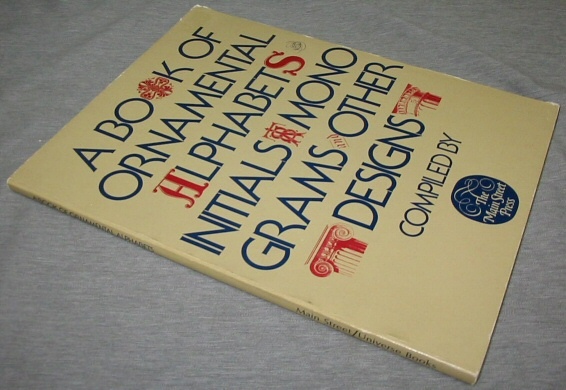 A BOOK OF
ORNAMENTAL
ALPHABETS
INITIALS MONO
GRAMS AND OTHER
DESIGNS
COMPILED BY
The
Main Street
Press
Main Street/Universe Books